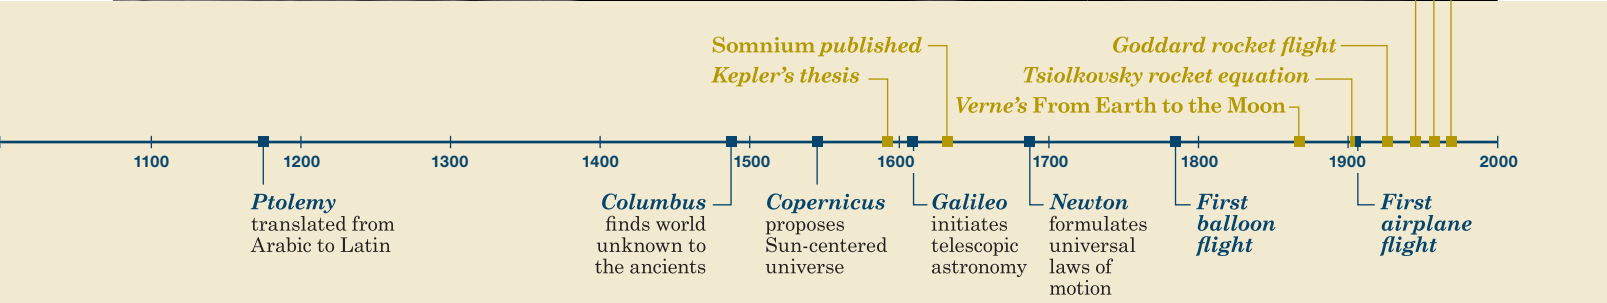 Somnium published
Kepler’s thesis
Goddard rocket flight
Tsiolkovsky rocket equation
Verne’s From Earth to the Moon
1100
1200
1300
1400
1500
1600
1700
1800
1900
2000
Ptolemy
translated from
Arabic to Latin
Columbus
finds world
unknown to
the ancients
Copernicus
proposes
Sun-centered
universe
Galileo
initiates
telescopic
astronomy
Newton
formulates
universal
laws of
motion
First
balloon
flight
First
airplane
flight